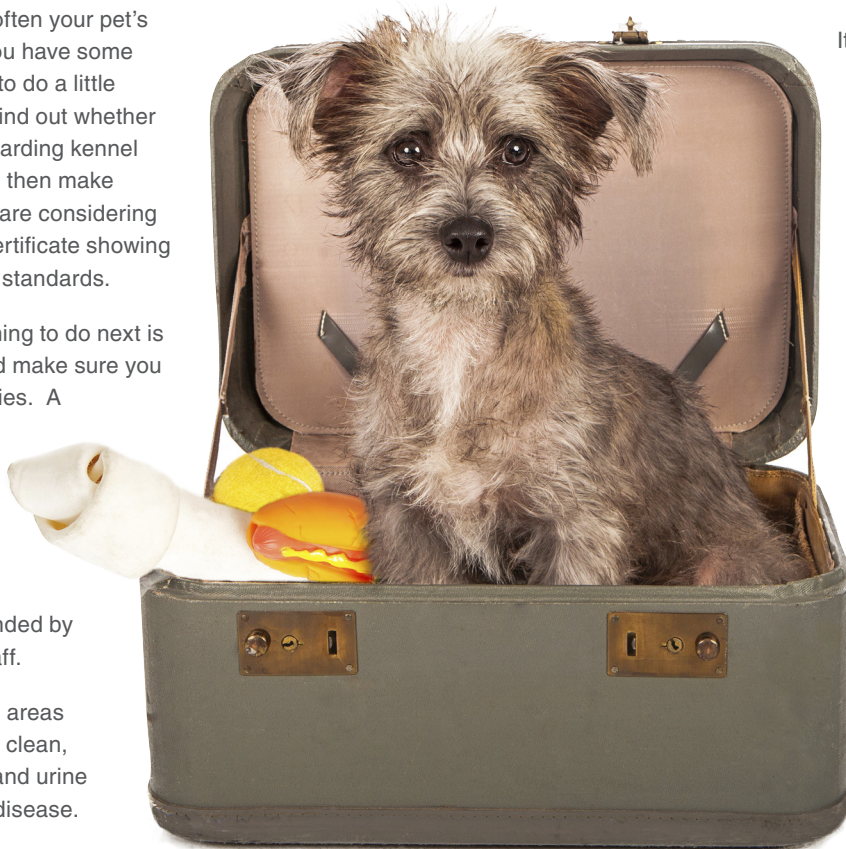 often your pet's
ou have some
to do a little
ind out whether
arding kennel
then make
are considering
ertificate showing
standards.
ning to do next is
d make sure you
ies. A
nded by
aff.
areas
clean,
and urine
disease.
It